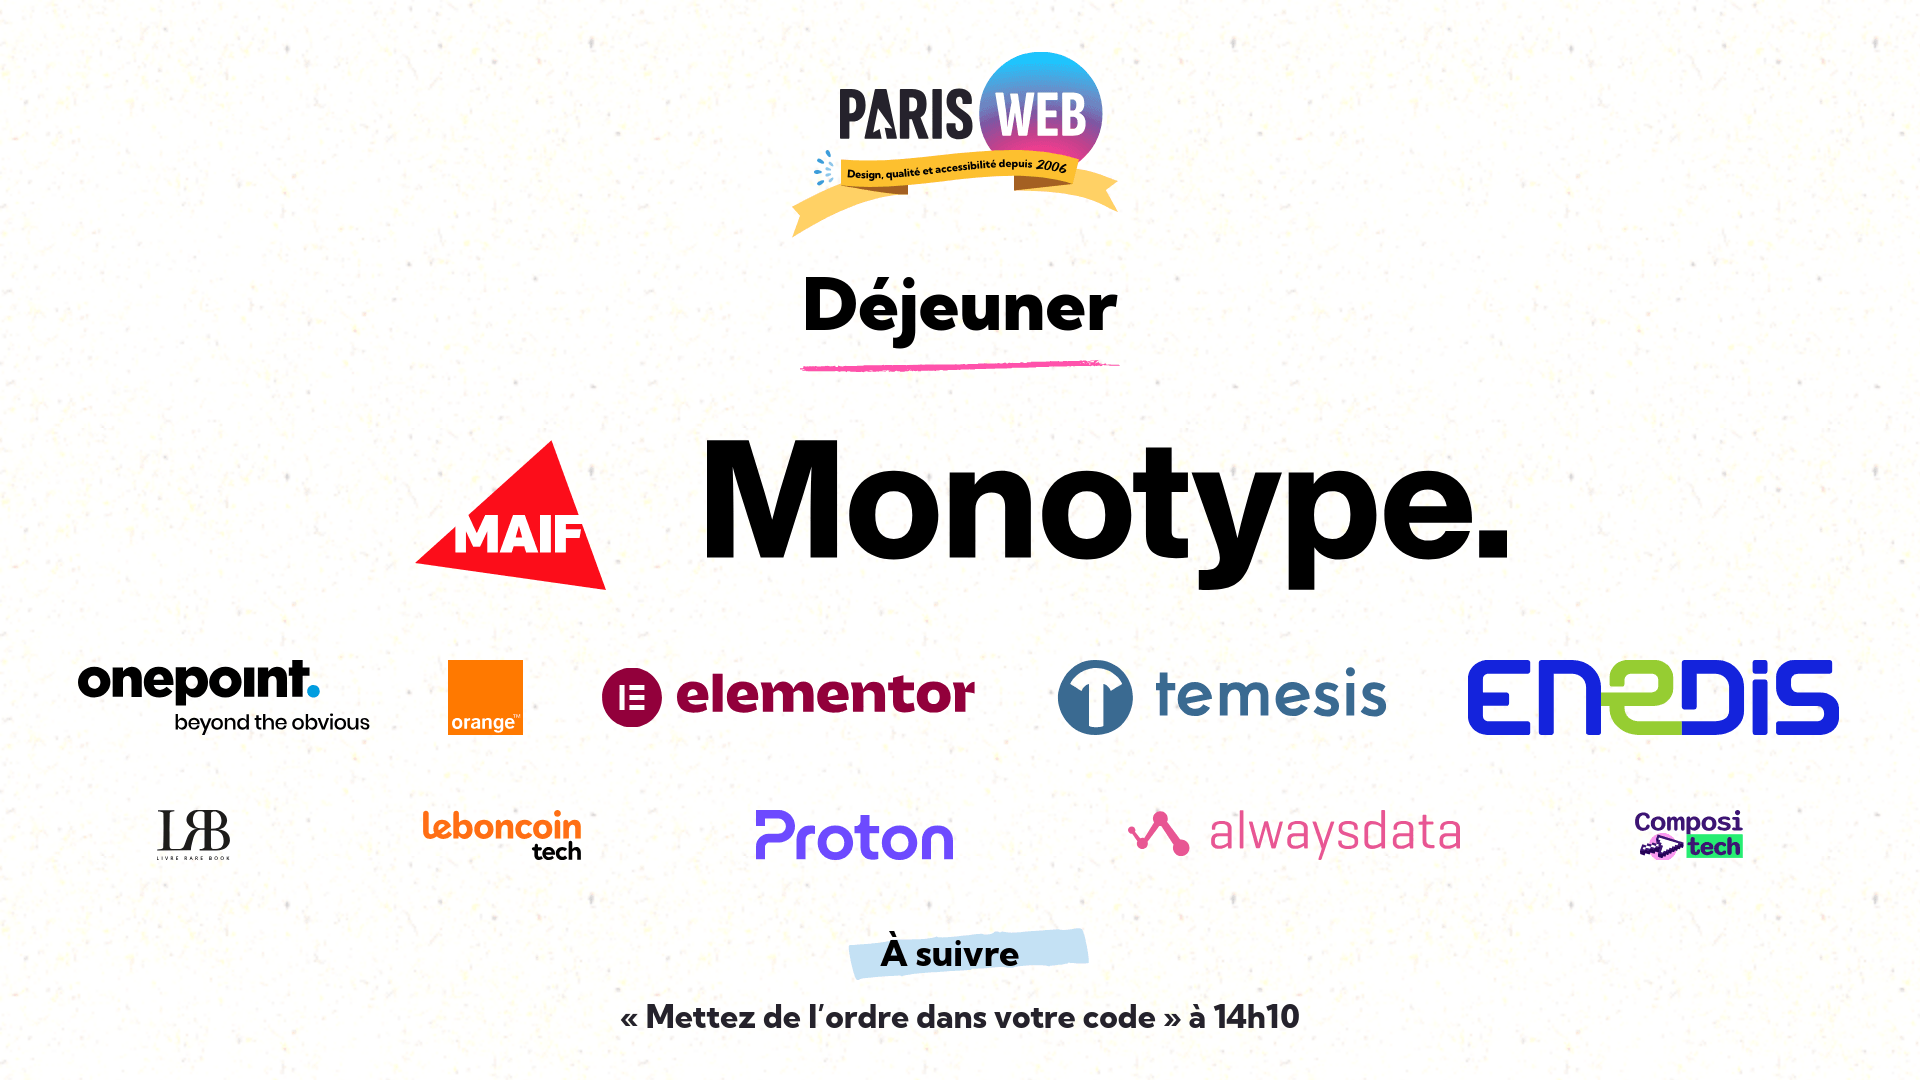 PARIS WEB
Design, qualité et accessibilité depuis 2006
Déjeuner
MAIF
Monotype.
onepoint.
beyond the obvious
orange™
elementor
temesis
ENEDIS
LRB
LIVRE RARE BOOK
leboncoin
tech
Proton
alwaysdata
Composi
tech
À suivre
« Mettez de l’ordre dans votre code » à 14h10